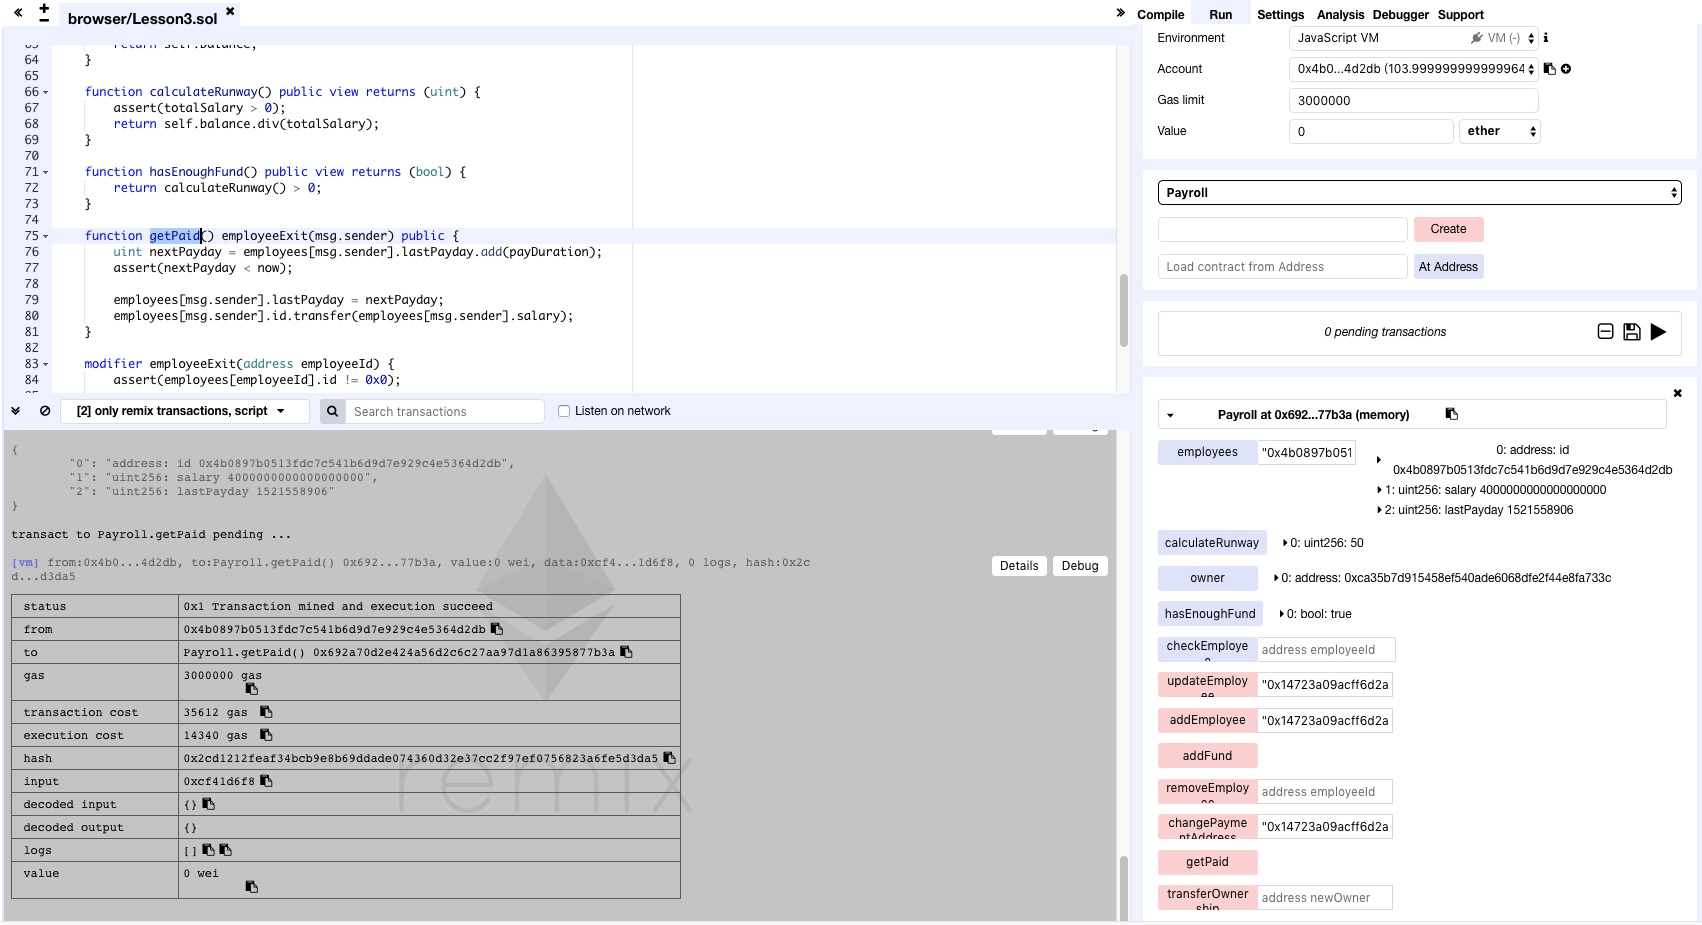 browser/Lesson3.sol
Compile Run Settings Analysis Debugger Support
64 }
65
66 function calculateRunway() public view returns (uint) {
67 assert(totalSalary > 0);
68 return self.balance.div(totalSalary);
69 }
70
71 function hasEnoughFund() public view returns (bool) {
72 return calculateRunway() > 0;
73 }
74
75 function getPaid() employeeExit(msg.sender) public {
76 uint nextPayday = employees[msg.sender].lastPayday.add(payDuration);
77 assert(nextPayday < now);
78
79 employees[msg.sender].lastPayday = nextPayday;
80 employees[msg.sender].id.transfer(employees[msg.sender].salary);
81 }
82
83 modifier employeeExit(address employeeId) {
84 assert(employees[employeeId].id != 0x0);
[2] only remix transactions, script
Search transactions
Listen on network
{
"0": "address: id 0x4b0897b0513fdc7c541b6d9d7e929c4e5364d2db",
"1": "uint256: salary 4000000000000000000",
"2": "uint256: lastPayday 1521558906"
}
transact to Payroll.getPaid pending ...
[vm] from:0x4b0...4d2db, to:Payroll.getPaid() 0x692...77b3a, value:0 wei, data:0xcf4...1d6f8, 0 logs, hash:0x2c
d...d3da5
Details Debug
status 0x1 Transaction mined and execution succeed
from 0x4b0897b0513fdc7c541b6d9d7e929c4e5364d2db
to Payroll.getPaid() 0x692a70d2e424a56d2c6c27aa97d1a86395877b3a
gas 3000000 gas
transaction cost 35612 gas
execution cost 14340 gas
hash 0x2cd1212feaf34bcb9e8b69ddade074360d32e37cc2f97ef0756823a6fe5d3da5
input 0xcf41d6f8
decoded input {}
decoded output {}
logs []
value 0 wei
remix
Environment JavaScript VM VM (-)
Account 0x4b0...4d2db (103.999999999999964
Gas limit 3000000
Value 0 ether
Payroll
Create
Load contract from Address At Address
0 pending transactions
Payroll at 0x692...77b3a (memory)
employees "0x4b0897b051
0: address: id
0x4b0897b0513fdc7c541b6d9d7e929c4e5364d2db
1: uint256: salary 4000000000000000000
2: uint256: lastPayday 1521558906
calculateRunway 0: uint256: 50
owner 0: address: 0xca35b7d915458ef540ade6068dfe2f44e8fa733c
hasEnoughFund 0: bool: true
checkEmploye address employeeId
updateEmploy "0x14723a09acff6d2a
addEmployee "0x14723a09acff6d2a
addFund
removeEmploy address employeeId
changePayme
ntAddress "0x14723a09acff6d2a
getPaid
transferOwner
ship address newOwner